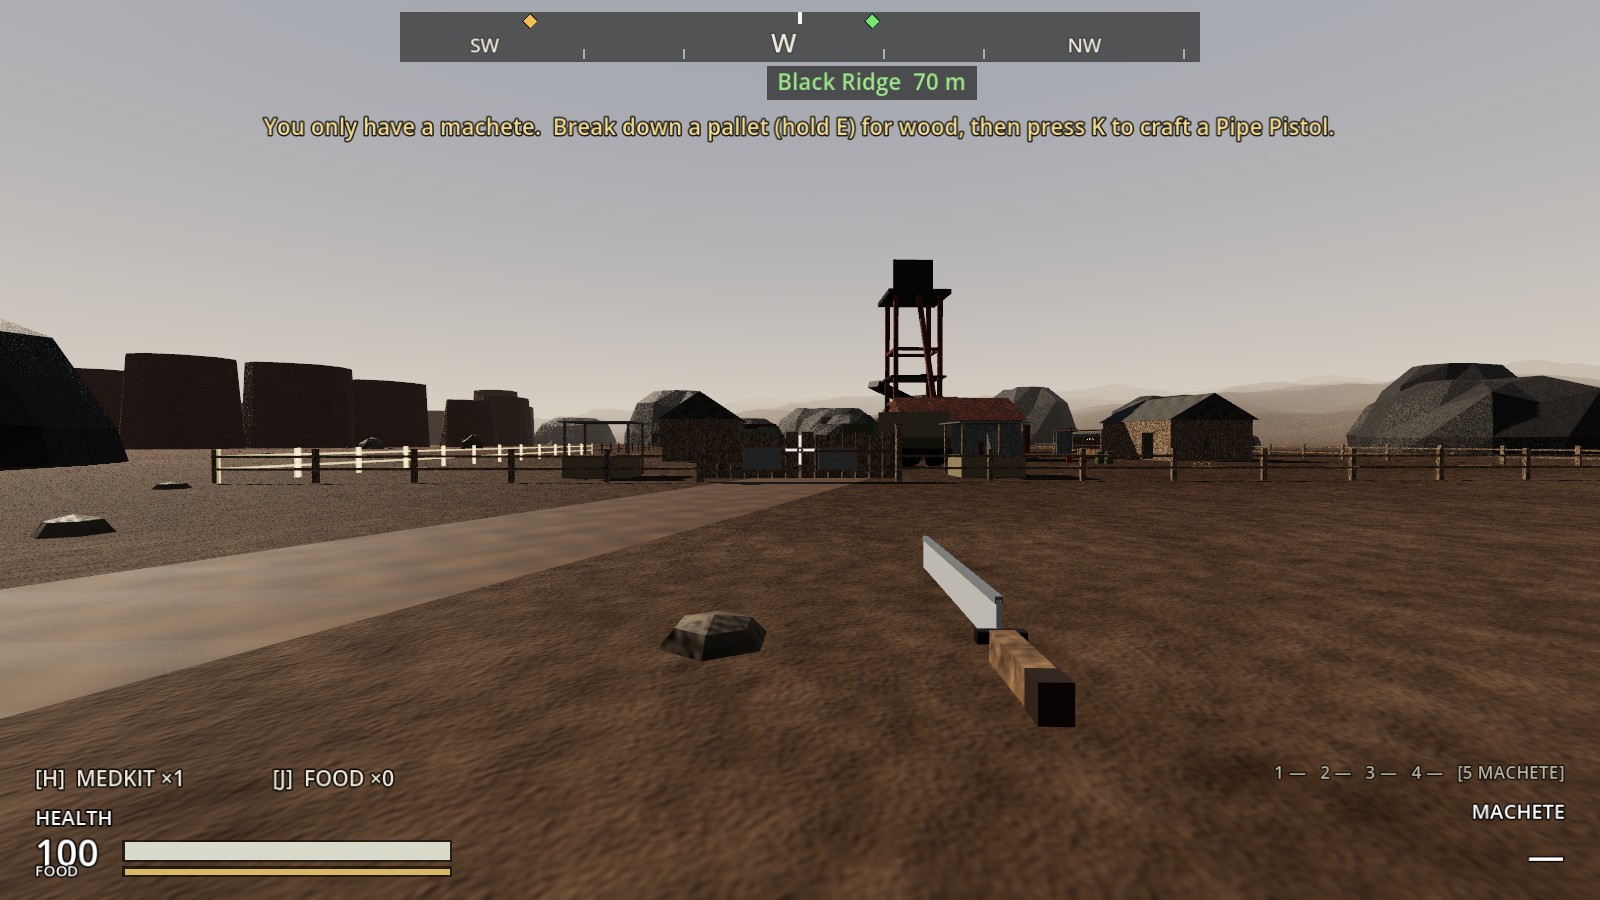 SW W NW
Black Ridge 70 m
You only have a machete. Break down a pallet (hold E) for wood, then press K to craft a Pipe Pistol.
[H] MEDKIT ×1 [J] FOOD ×0
1 — 2 — 3 — 4 — [5 MACHETE]
HEALTH
MACHETE
100
FOOD